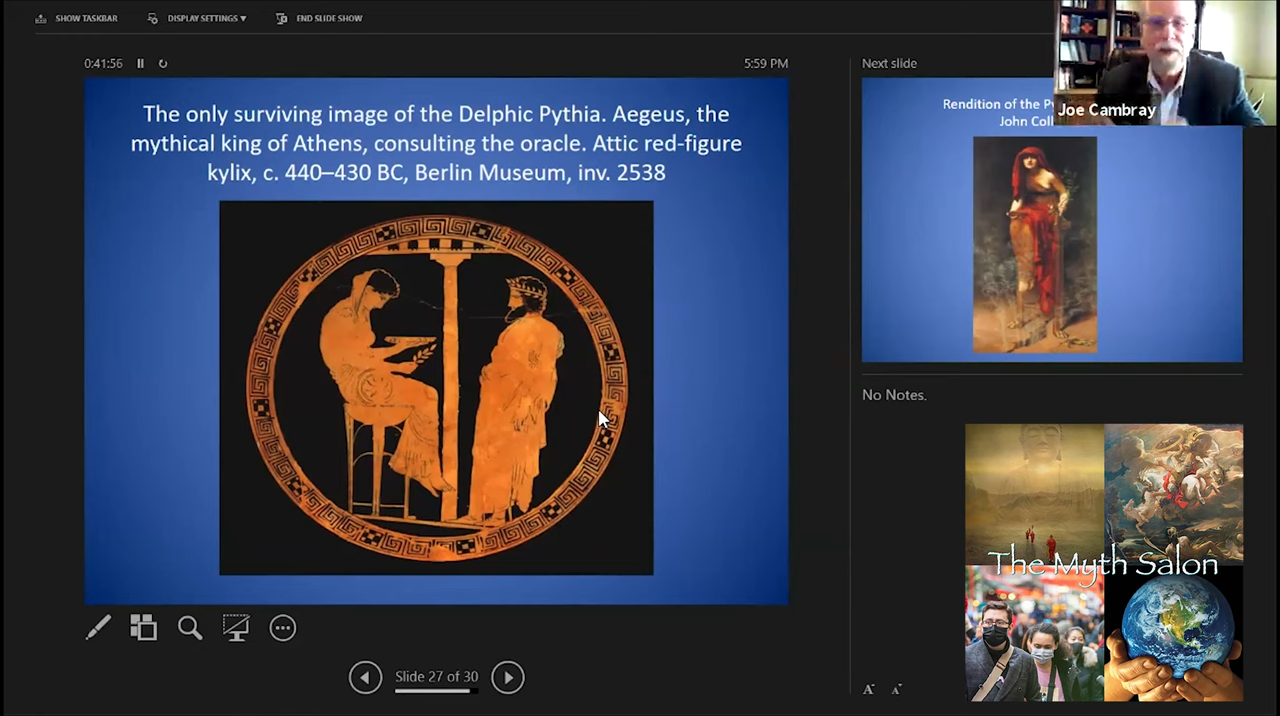 SHOW TASKBAR
DISPLAY SETTINGS ▾
END SLIDE SHOW
0:41:56
5:59 PM
The only surviving image of the Delphic Pythia. Aegeus, the
mythical king of Athens, consulting the oracle. Attic red-figure
kylix, c. 440–430 BC, Berlin Museum, inv. 2538
Slide 27 of 30
Next slide
Rendition of the
John
Joe Cambray
No Notes.
The Myth Salon
A
A